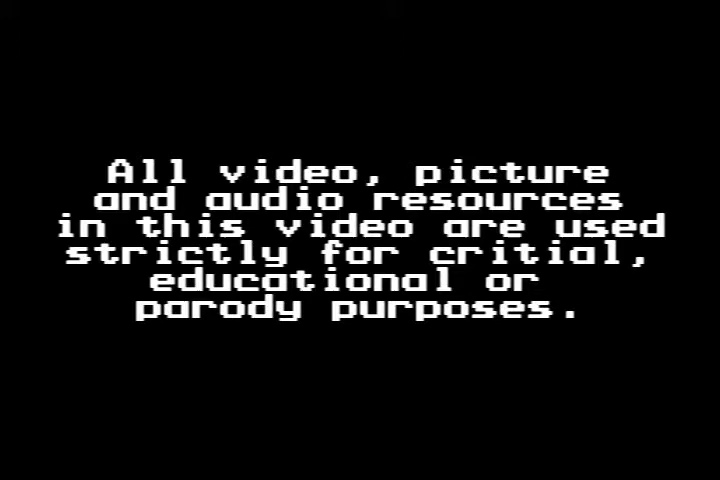 All video, picture
and audio resources
in this video are used
strictly for critial,
educational or
parody purposes.